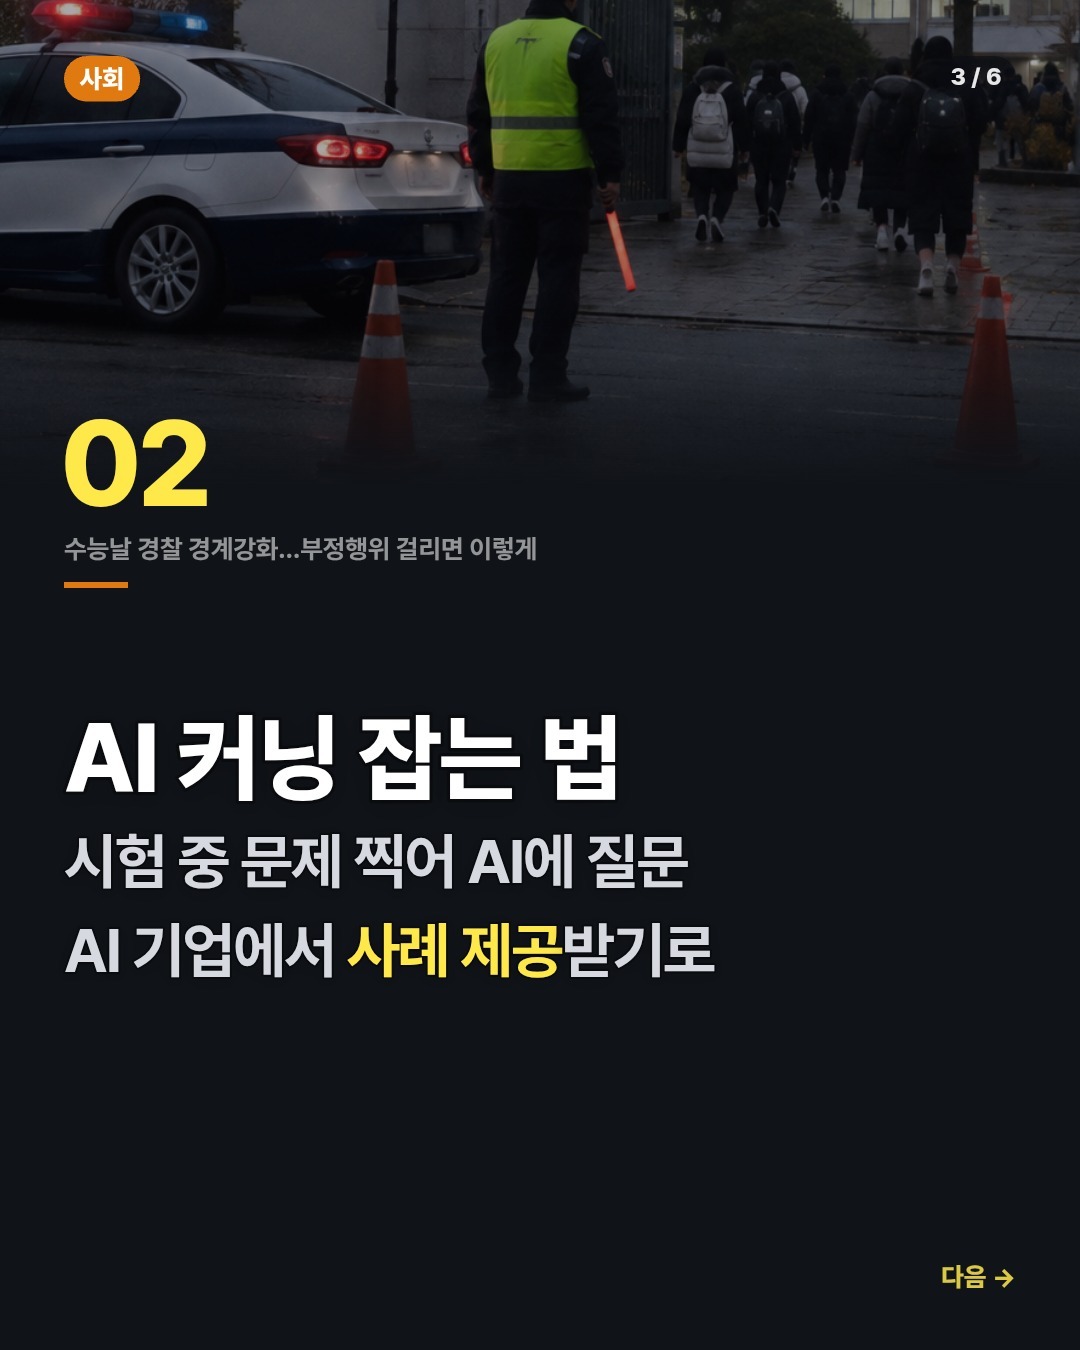 사회
3 / 6
02
수능날 경찰 경계강화...부정행위 걸리면 이렇게
AI 커닝 잡는 법
시험 중 문제 찍어 AI에 질문
AI 기업에서 사례 제공받기로
다음 →